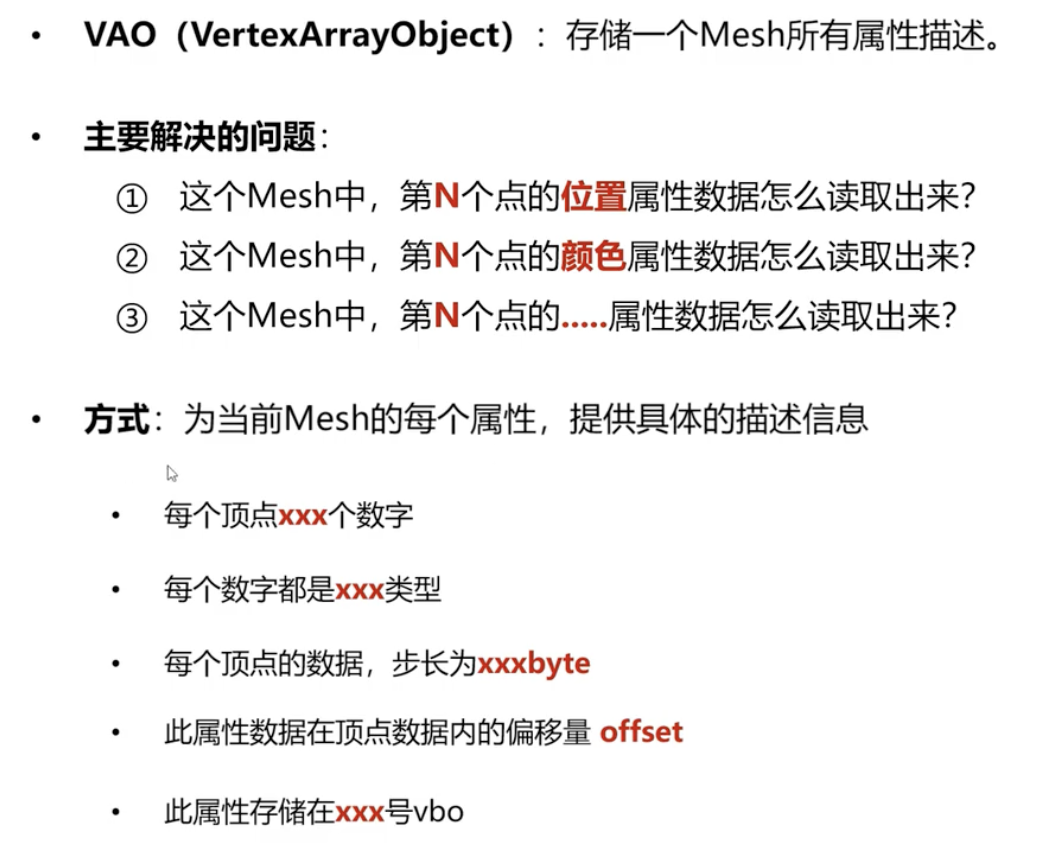 • VAO（VertexArrayObject）：存储一个Mesh所有属性描述。
• 主要解决的问题：
① 这个Mesh中，第N个点的位置属性数据怎么读取出来？
② 这个Mesh中，第N个点的颜色属性数据怎么读取出来？
③ 这个Mesh中，第N个点的.....属性数据怎么读取出来？
• 方式：为当前Mesh的每个属性，提供具体的描述信息
• 每个顶点xxx个数字
• 每个数字都是xxx类型
• 每个顶点的数据，步长为xxxbyte
• 此属性数据在顶点数据内的偏移量 offset
• 此属性存储在xxx号vbo